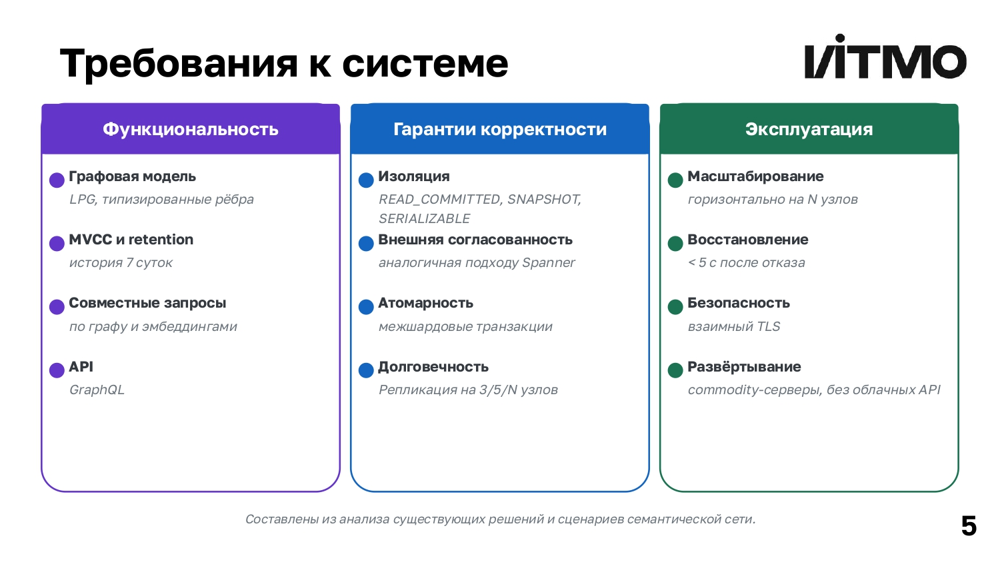 Требования к системе
ITMO
Функциональность
Графовая модель
LPG, типизированные рёбра
MVCC и retention
история 7 суток
Совместные запросы
по графу и эмбеддингами
API
GraphQL
Гарантии корректности
Изоляция
READ_COMMITTED, SNAPSHOT,
SERIALIZABLE
Внешняя согласованность
аналогичная подходу Spanner
Атомарность
межшардовые транзакции
Долговечность
Репликация на 3/5/N узлов
Эксплуатация
Масштабирование
горизонтально на N узлов
Восстановление
< 5 с после отказа
Безопасность
взаимный TLS
Развёртывание
commodity-серверы, без облачных API
Составлены из анализа существующих решений и сценариев семантической сети.
5